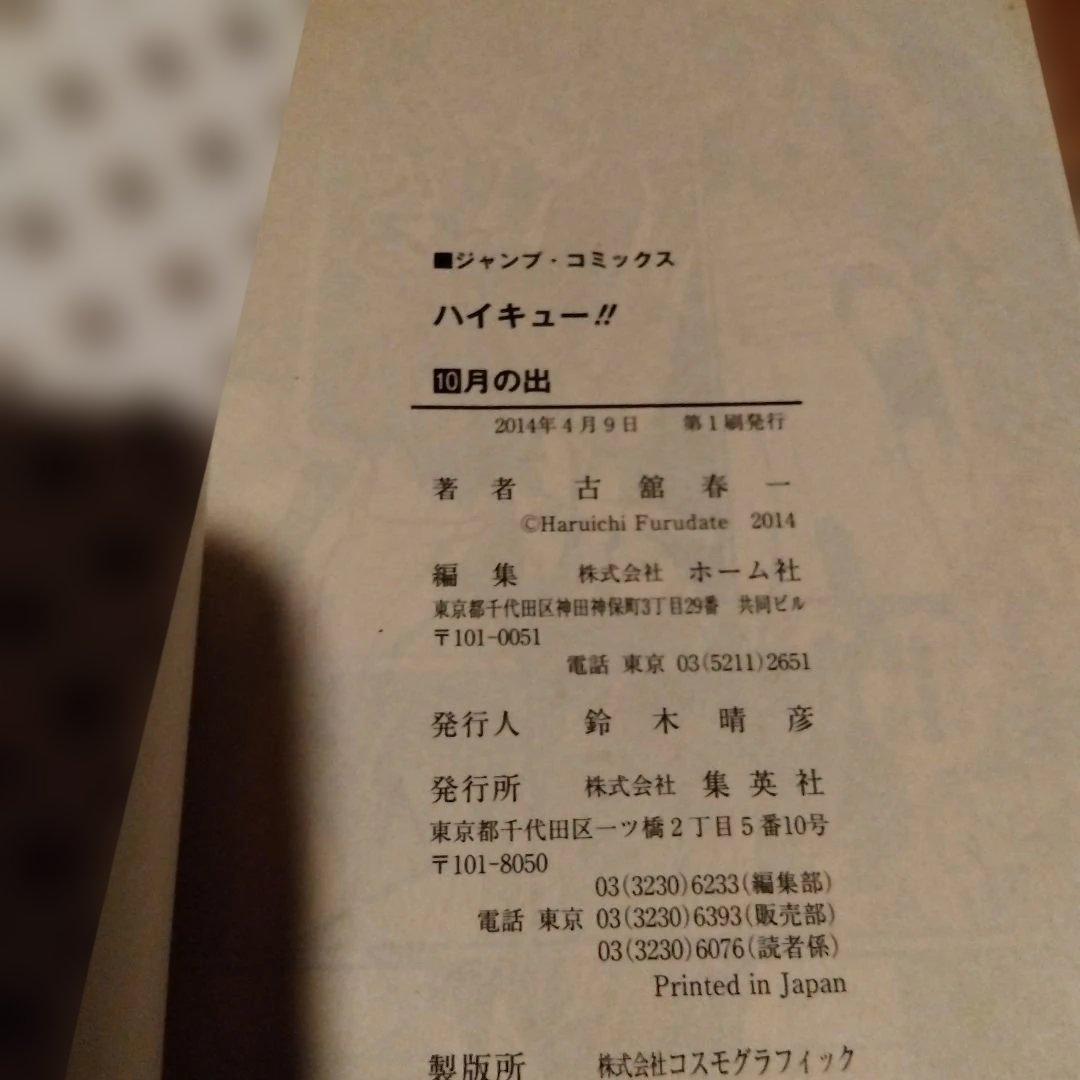 ■ジャンプ・コミックス
ハイキュー!!
10月の出
2014年4月9日 第1刷発行
著者 古舘春一
©Haruichi Furudate 2014
編集 株式会社 ホーム社
東京都千代田区神田神保町3丁目29番 共同ビル
〒101-0051
電話 東京 03(5211)2651
発行人 鈴木晴彦
発行所 株式会社 集英社
東京都千代田区一ツ橋2丁目5番10号
〒101-8050
03(3230)6233(編集部)
電話 東京 03(3230)6393(販売部)
03(3230)6076(読者係)
Printed in Japan
製版所 株式会社コスモグラフィック